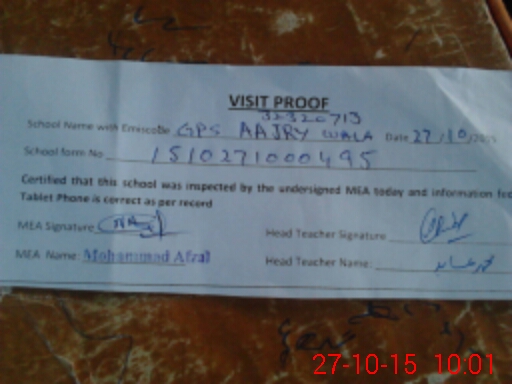 VISIT PROOF
32320713
School Name with Emiscode GPS AAJRY WALA Date 27/10/2015
School form No 1510271000495
Certified that this school was inspected by the undersigned MEA today and information fed
Tablet Phone is correct as per record
MEA Signature Head Teacher Signature
MEA Name: Mohammad Afzal Head Teacher Name:
27-10-15 10:01